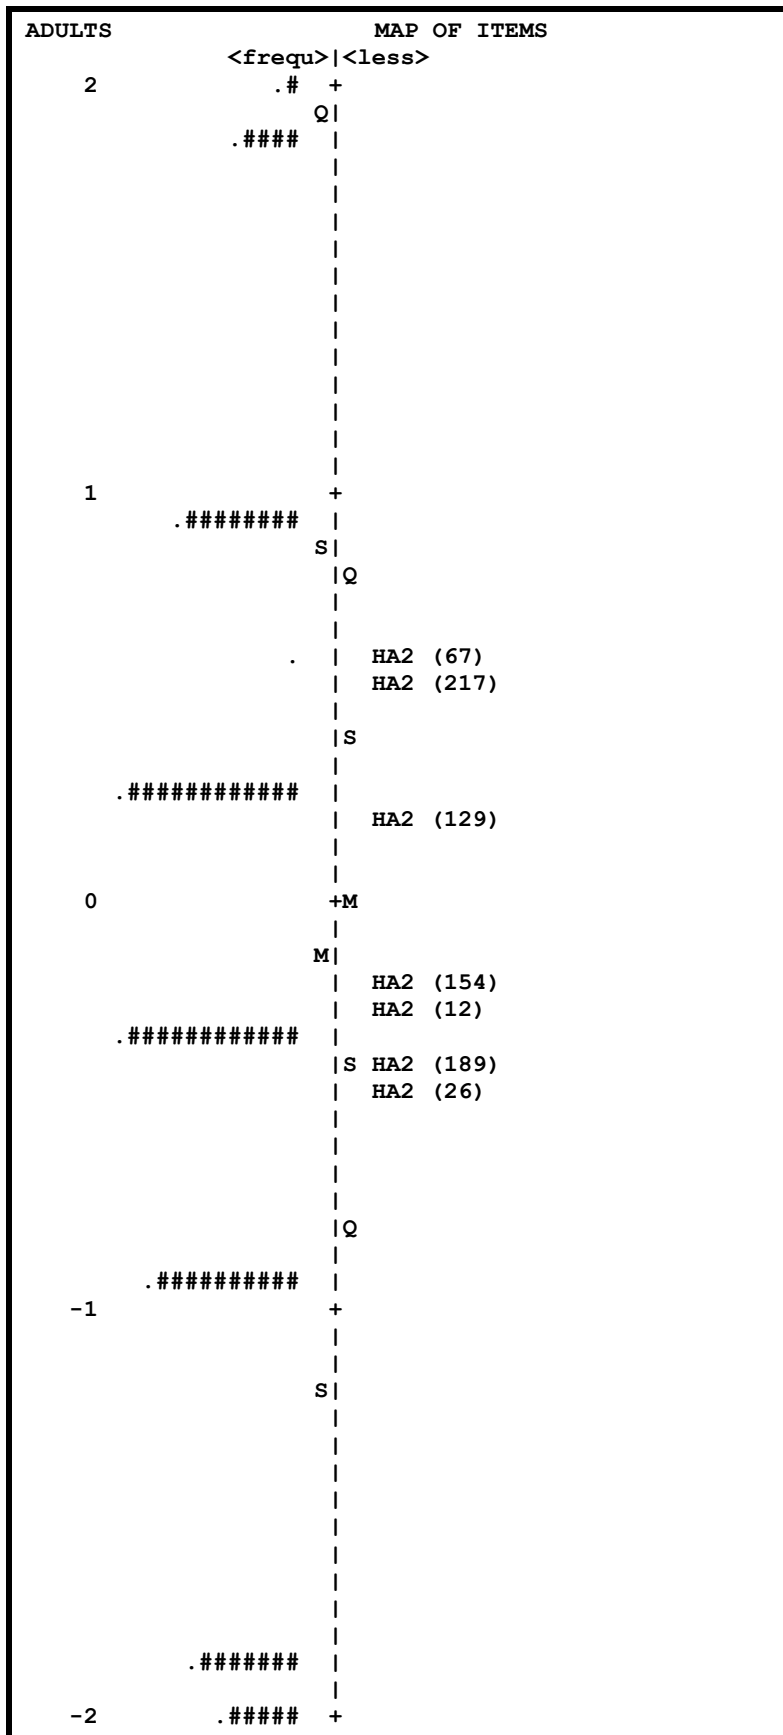 ADULTS MAP OF ITEMS
<frequ>|<less>
2 .# +
Q|
.#### |
|
|
|
|
|
|
|
|
|
|
|
|
1 +
.######## |
S|
|Q
|
|
. | HA2 (67)
| HA2 (217)
|
|S
|
.############ |
| HA2 (129)
|
|
0 +M
|
M|
| HA2 (154)
| HA2 (12)
.############ |
|S HA2 (189)
| HA2 (26)
|
|
|
|
|Q
|
.########## |
-1 +
|
|
S|
|
|
|
|
|
|
|
|
|
.####### |
|
-2 .##### +